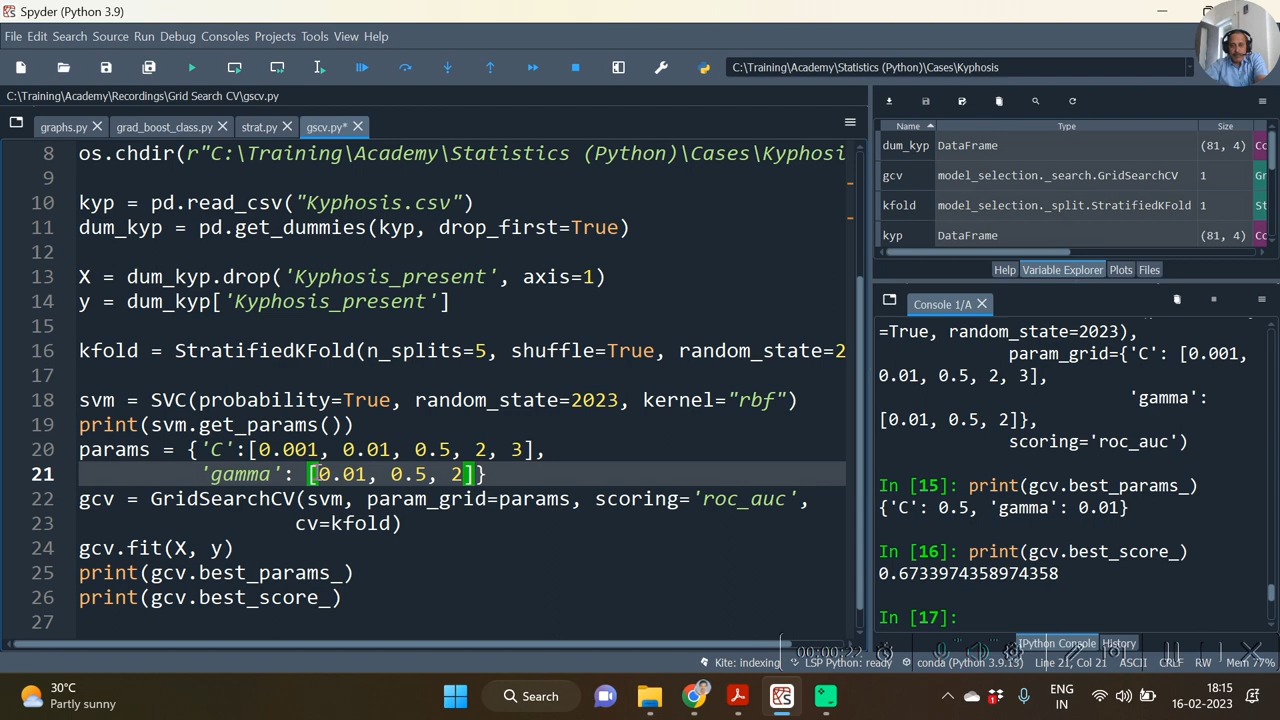 Spyder (Python 3.9)
File Edit Search Source Run Debug Consoles Projects Tools View Help
C:\Training\Academy\Statistics (Python)\Cases\Kyphosis
C:\Training\Academy\Recordings\Grid Search CV\gscv.py
graphs.py grad_boost_class.py strat.py gscv.py*
8 os.chdir(r"C:\Training\Academy\Statistics (Python)\Cases\Kyphosi
9
10 kyp = pd.read_csv("Kyphosis.csv")
11 dum_kyp = pd.get_dummies(kyp, drop_first=True)
12
13 X = dum_kyp.drop('Kyphosis_present', axis=1)
14 y = dum_kyp['Kyphosis_present']
15
16 kfold = StratifiedKFold(n_splits=5, shuffle=True, random_state=2
17
18 svm = SVC(probability=True, random_state=2023, kernel="rbf")
19 print(svm.get_params())
20 params = {'C':[0.001, 0.01, 0.5, 2, 3],
21 'gamma': [0.01, 0.5, 2]}
22 gcv = GridSearchCV(svm, param_grid=params, scoring='roc_auc',
23 cv=kfold)
24 gcv.fit(X, y)
25 print(gcv.best_params_)
26 print(gcv.best_score_)
27
Name Type Size
dum_kyp DataFrame (81, 4) Co
gcv model_selection._search.GridSearchCV 1 Gr
kfold model_selection._split.StratifiedKFold 1 St
kyp DataFrame (81, 4) Co
Help Variable Explorer Plots Files
Console 1/A
=True, random_state=2023),
param_grid={'C': [0.001,
0.01, 0.5, 2, 3],
'gamma':
[0.01, 0.5, 2]},
scoring='roc_auc')
In [15]: print(gcv.best_params_)
{'C': 0.5, 'gamma': 0.01}
In [16]: print(gcv.best_score_)
0.6733974358974358
In [17]:
IPython Console History
00:00:22
Kite: indexing LSP Python: ready conda (Python 3.9.13) Line 21, Col 21 ASCII CRLF RW Mem 77%
30°C
Partly sunny
Search
ENG
IN
18:15
16-02-2023